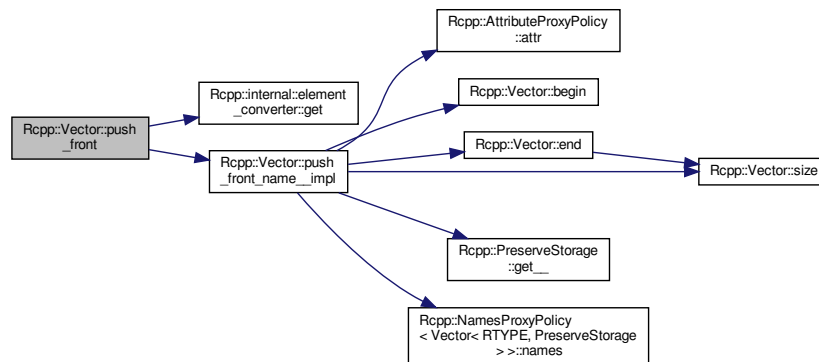 Rcpp::AttributeProxyPolicy
::attr
Rcpp::internal::element
_converter::get
Rcpp::Vector::begin
Rcpp::Vector::push
_front
Rcpp::Vector::end
Rcpp::Vector::push
_front_name__impl
Rcpp::Vector::size
Rcpp::PreserveStorage
::get__
Rcpp::NamesProxyPolicy
< Vector< RTYPE, PreserveStorage
> >::names